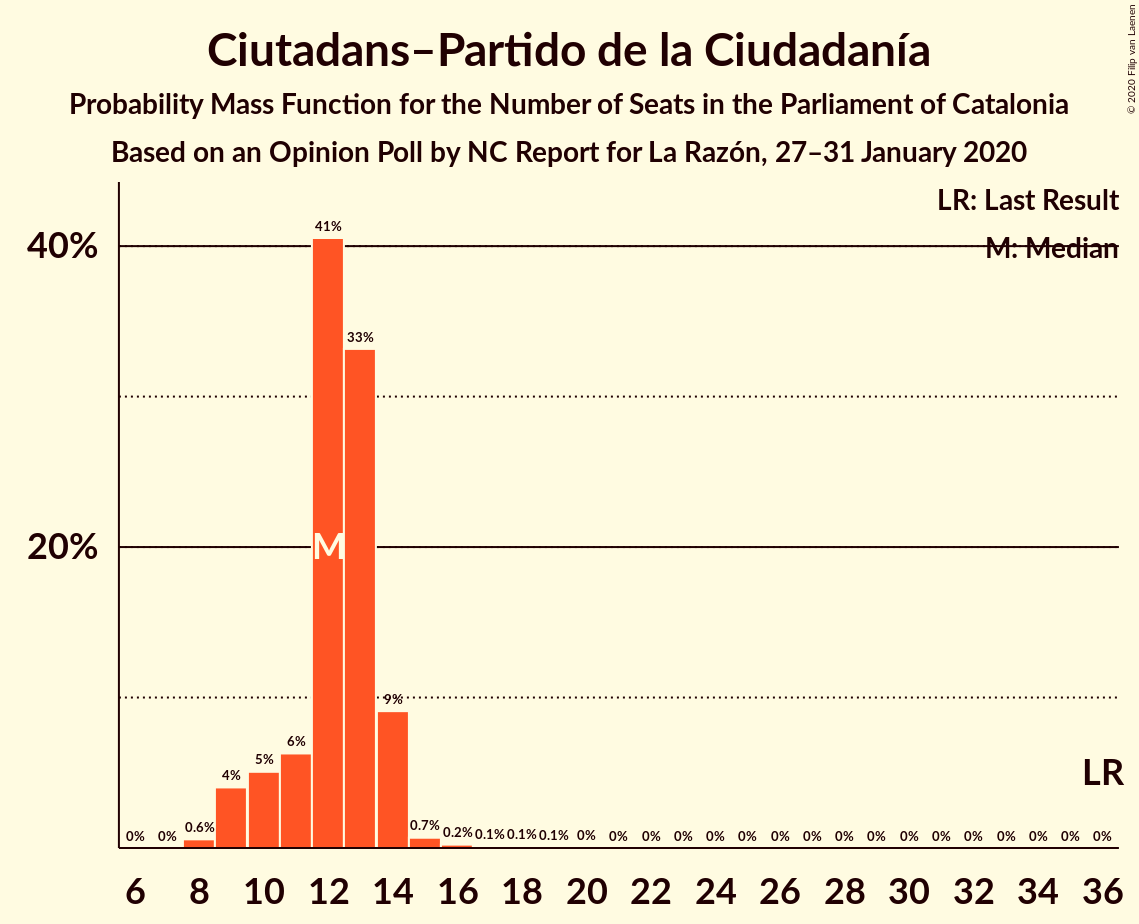 Ciutadans–Partido de la Ciudadanía
Probability Mass Function for the Number of Seats in the Parliament of Catalonia
Based on an Opinion Poll by NC Report for La Razón, 27–31 January 2020
© 2020 Filip van Laenen
LR: Last Result
M: Median
40%
20%
41%
33%
M
9%
6%
5%
4%
LR
0% 0% 0.6% 0.7% 0.2% 0.1% 0.1% 0.1% 0% 0% 0% 0% 0% 0% 0% 0% 0% 0% 0% 0% 0% 0% 0% 0% 0%
6 8 10 12 14 16 18 20 22 24 26 28 30 32 34 36